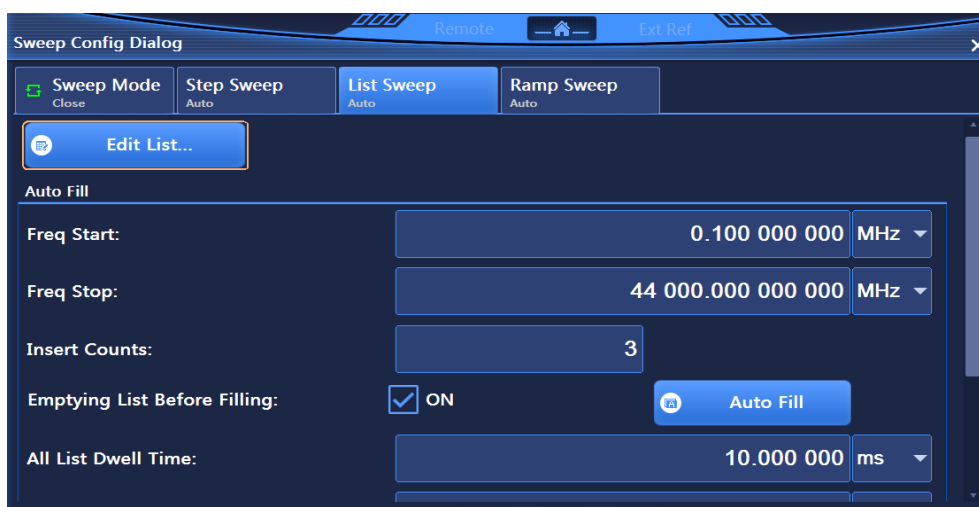 Remote Ext Ref
Sweep Config Dialog
Sweep Mode Step Sweep List Sweep Ramp Sweep
Close Auto Auto Auto
Edit List...
Auto Fill
Freq Start: 0.100 000 000 MHz
Freq Stop: 44 000.000 000 000 MHz
Insert Counts: 3
Emptying List Before Filling: ON Auto Fill
All List Dwell Time: 10.000 000 ms